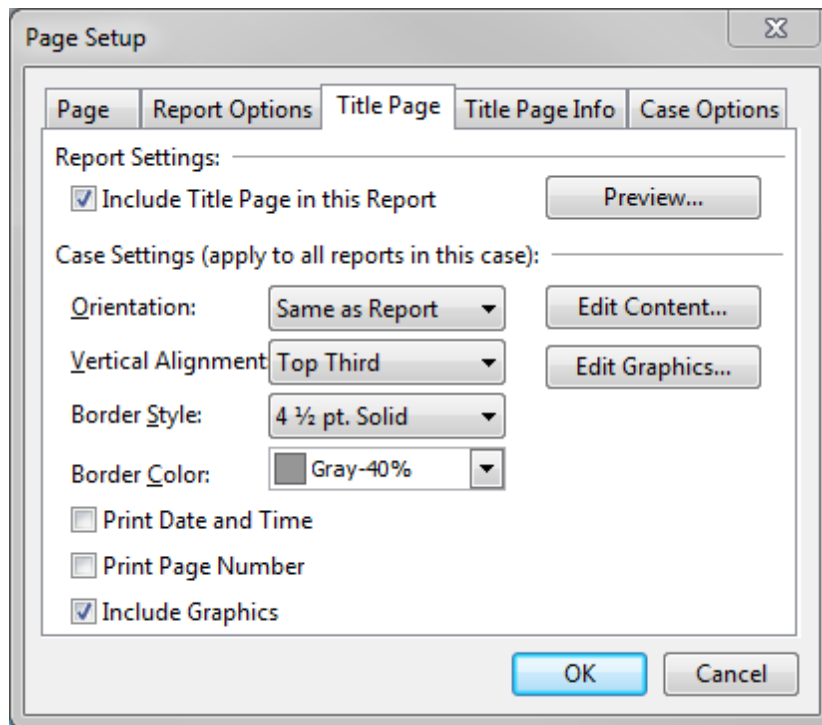 Page Setup
Page Report Options Title Page Title Page Info Case Options
Report Settings:
Include Title Page in this Report Preview...
Case Settings (apply to all reports in this case):
Orientation: Same as Report Edit Content...
Vertical Alignment Top Third Edit Graphics...
Border Style: 4 ½ pt. Solid
Border Color: Gray-40%
Print Date and Time
Print Page Number
Include Graphics
OK Cancel